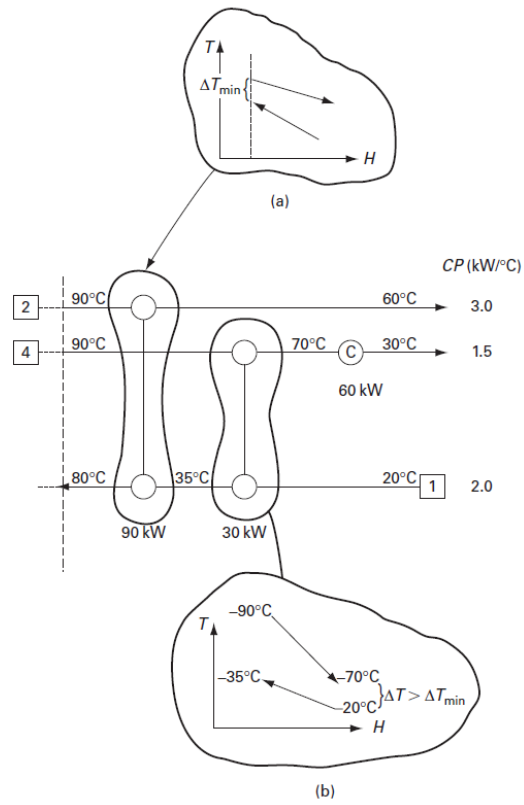 T
ΔTmin{
H
(a)
CP (kW/°C)
2 90°C 60°C 3.0
4 90°C 70°C C 30°C 1.5
60 kW
80°C 35°C 20°C 1 2.0
90 kW 30 kW
–90°C
T
–35°C –70°C
–20°C }ΔT > ΔTmin
H
(b)